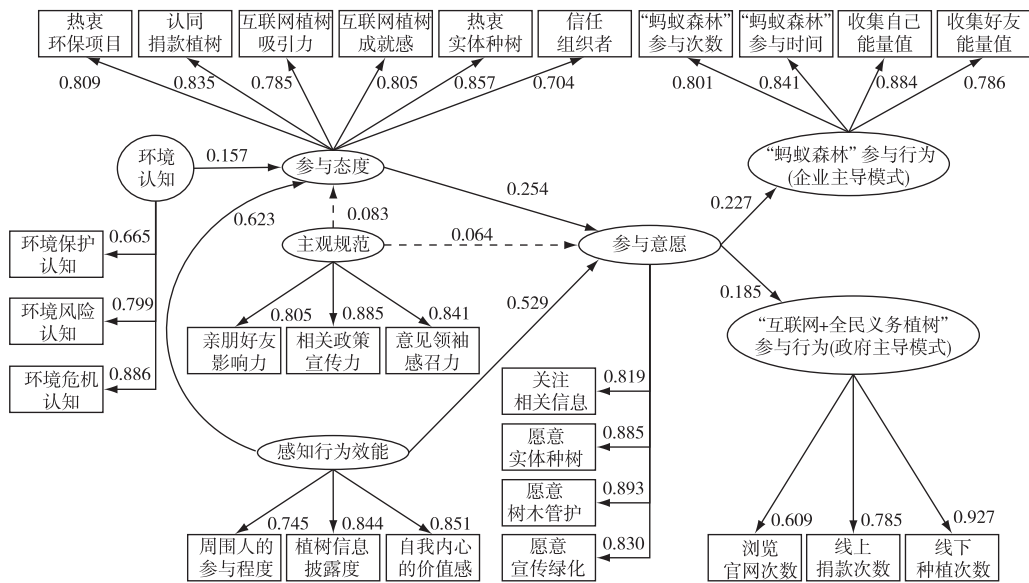 热衷
环保项目
认同
捐款植树
互联网植树
吸引力
互联网植树
成就感
热衷
实体种树
信任
组织者
“蚂蚁森林”
参与次数
“蚂蚁森林”
参与时间
收集自己
能量值
收集好友
能量值
0.809
0.835
0.785
0.805
0.857
0.704
0.801
0.841
0.884
0.786
环境
认知
0.157
参与态度
“蚂蚁森林”参与行为
(企业主导模式)
0.254
0.227
0.623
0.083
主观规范
0.064
参与意愿
环境保护
认知
0.665
环境风险
认知
0.799
环境危机
认知
0.886
0.805
0.885
0.841
亲朋好友
影响力
相关政策
宣传力
意见领袖
感召力
0.529
0.185
“互联网+全民义务植树”
参与行为(政府主导模式)
关注
相关信息
0.819
愿意
实体种树
0.885
愿意
树木管护
0.893
愿意
宣传绿化
0.830
感知行为效能
0.745
0.844
0.851
周围人的
参与程度
植树信息
披露度
自我内心
的价值感
0.609
0.785
0.927
浏览
官网次数
线上
捐款次数
线下
种植次数